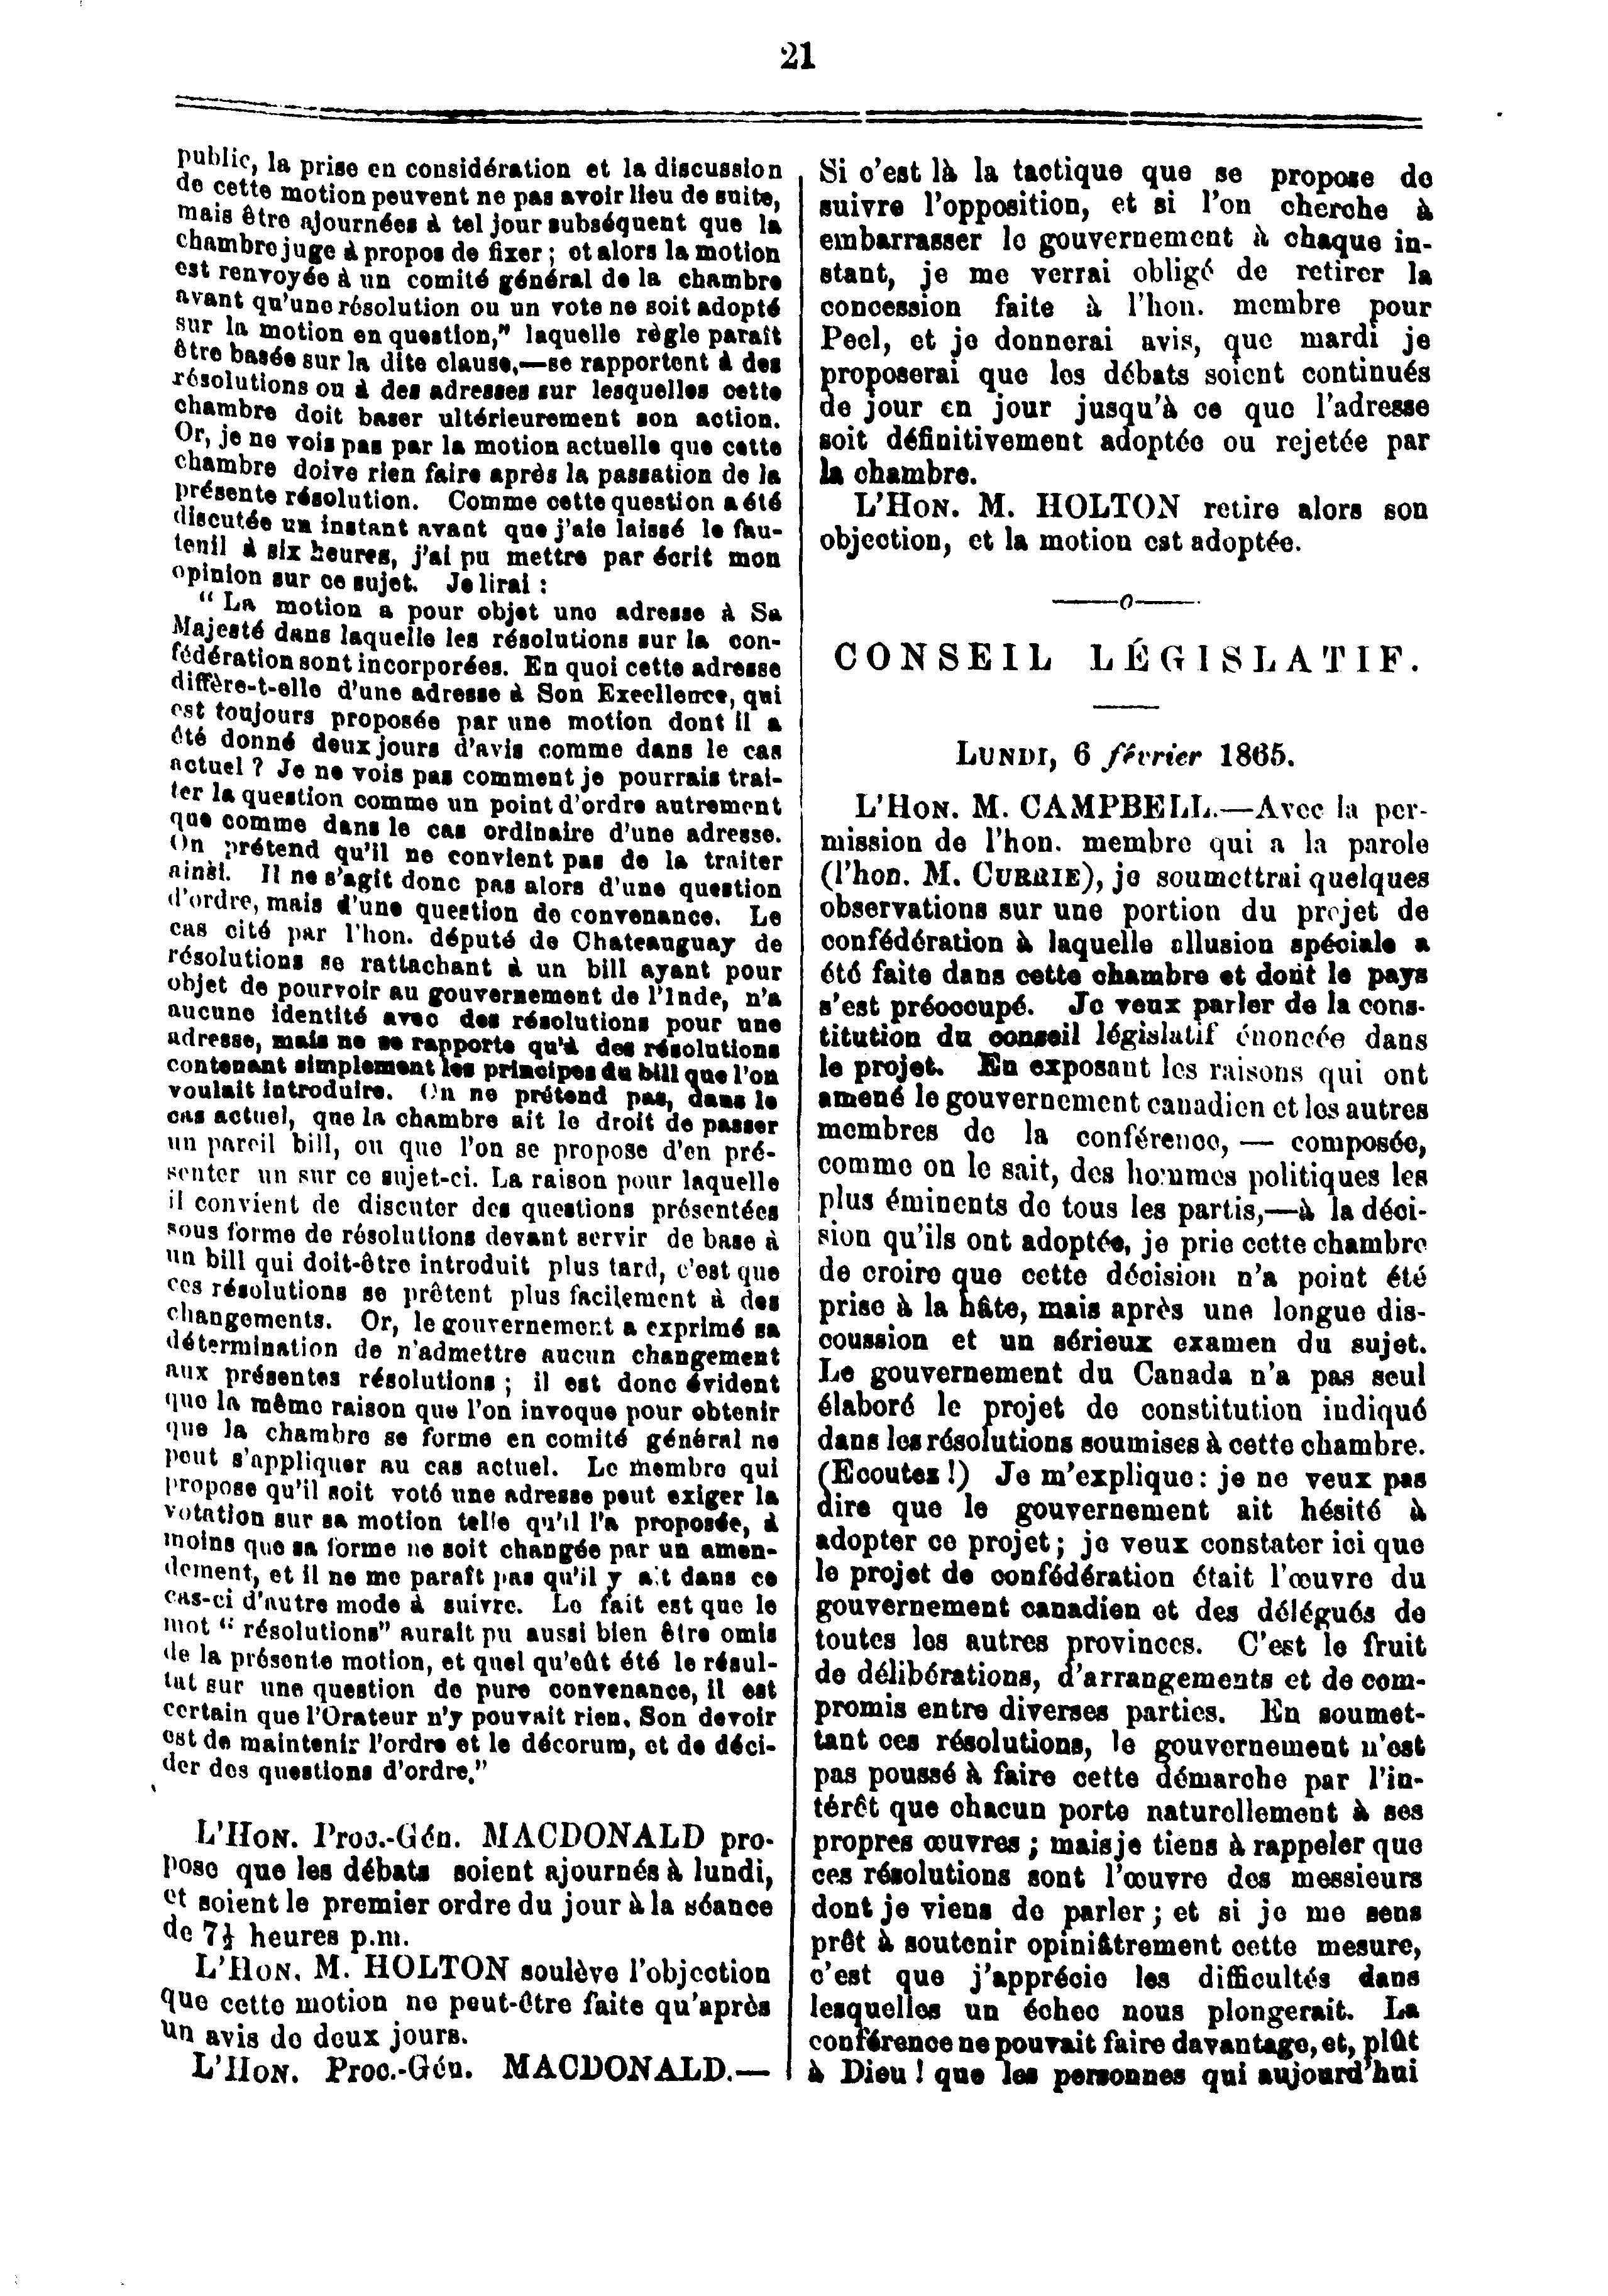 21
public, la prise en considération et la discussion
de cette motion peuvent ne pas avoir lieu de suite,
mais être ajournées à tel jour subséquent que la
chambre juge à propos de fixer ; et alors la motion
est renvoyée à un comité général de la chambre
avant qu'une résolution ou un vote ne soit adopté
sur la motion en question," laquelle règle paraît
être basée sur la dite clause,—se rapportent à des
résolutions ou à des adresses sur lesquelles cette
chambre doit baser ultérieurement son action.
Or, je ne vois pas par la motion actuelle que cette
chambre doive rien faire après la passation de la
présente résolution. Comme cette question a été
discutée un instant avant que j'aie laissé le fau-
teuil à six heures, j'ai pu mettre par écrit mon
opinion sur ce sujet. Je lirai :
" La motion a pour objet une adresse à Sa
Majesté dans laquelle les résolutions sur la con-
fédération sont incorporées. En quoi cette adresse
diffère-t-elle d'une adresse à Son Excellence, qui
est toujours proposée par une motion dont il a
été donné deux jours d'avis comme dans le cas
actuel ? Je ne vois pas comment je pourrais trai-
ter la question comme un point d'ordre autrement
que comme dans le cas ordinaire d'une adresse.
On prétend qu'il ne convient pas de la traiter
ainsi. Il ne s'agit donc pas alors d'une question
d'ordre, mais d'une question de convenance. Le
cas cité par l'hon. député de Chateauguay de
résolutions se rattachant à un bill ayant pour
objet de pourvoir au gouvernement de l'Inde, n'a
aucune identité avec des résolutions pour une
adresse, mais ne se rapporte qu'à des résolutions
contenant simplement les principes du bill que l'on
voulait introduire. On ne prétend pas, dans le
cas actuel, que la chambre ait le droit de passer
un pareil bill, ou que l'on se propose d'en pré-
senter un sur ce sujet-ci. La raison pour laquelle
il convient de discuter des questions présentées
sous forme de résolutions devant servir de base à
un bill qui doit-être introduit plus tard, c'est que
ces résolutions se prêtent plus facilement à des
changements. Or, le gouvernement a exprimé sa
détermination de n'admettre aucun changement
aux présentes résolutions ; il est donc évident
que la même raison que l'on invoque pour obtenir
que la chambre se forme en comité général ne
peut s'appliquer au cas actuel. Le membre qui
propose qu'il soit voté une adresse peut exiger la
votation sur sa motion telle qu'il l'a proposée, à
moins que sa forme ne soit changée par un amen-
dement, et il ne me paraît pas qu'il y ait dans ce
cas-ci d'autre mode à suivre. Le fait est que le
mot " résolutions" aurait pu aussi bien être omis
de la présente motion, et quel qu'eût été le résul-
tat sur une question de pure convenance, il est
certain que l'Orateur n'y pouvait rien. Son devoir
est de maintenir l'ordre et le décorum, et de déci-
der des questions d'ordre."
L'HON. Proc.-Gén. MACDONALD pro-
pose que les débats soient ajournés à lundi,
et soient le premier ordre du jour à la séance
de 7½ heures p.m.
L'HON. M. HOLTON soulève l'objection
que cette motion ne peut-être faite qu'après
un avis de deux jours.
L'HON. Proc.-Gén. MACDONALD.—
Si c'est là la tactique que se propose de
suivre l'opposition, et si l'on cherche à
embarrasser le gouvernement à chaque in-
stant, je me verrai obligé de retirer la
concession faite à l'hon. membre pour
Peel, et je donnerai avis, que mardi je
proposerai que les débats soient continués
de jour en jour jusqu'à ce que l'adresse
soit définitivement adoptée ou rejetée par
la chambre.
L'HON. M. HOLTON retire alors son
objection, et la motion est adoptée.
CONSEIL LÉGISLATIF.
LUNDI, 6 février 1865.
L'HON. M. CAMPBELL.—Avec la per-
mission de l'hon. membre qui a la parole
(l'hon. M. CURRIE), je soumettrai quelques
observations sur une portion du projet de
confédération à laquelle allusion spéciale a
été faite dans cette chambre et dont le pays
s'est préoccupé. Je veux parler de la cons-
titution du conseil législatif énoncée dans
le projet. En exposant les raisons qui ont
amené le gouvernement canadien et les autres
membres de la conférence, — composée,
comme on le sait, des hommes politiques les
plus éminents de tous les partis,—à la déci-
sion qu'ils ont adoptée, je prie cette chambre
de croire que cette décision n'a point été
prise à la hâte, mais après une longue dis-
coussion et un sérieux examen du sujet.
Le gouvernement du Canada n'a pas seul
élaboré le projet de constitution indiqué
dans les résolutions soumises à cette chambre.
(Ecoutez !) Je m'explique : je ne veux pas
dire que le gouvernement ait hésité à
adopter ce projet ; je veux constater ici que
le projet de confédération était l'œuvre du
gouvernement canadien et des délégués de
toutes les autres provinces. C'est le fruit
de délibérations, d'arrangements et de com-
promis entre diverses parties. En soumet-
tant ces résolutions, le gouvernement n'est
pas poussé à faire cette démarche par l'in-
térêt que chacun porte naturellement à ses
propres œuvres ; mais je tiens à rappeler que
ces résolutions sont l'œuvre des messieurs
dont je viens de parler ; et si je me sens
prêt à soutenir opiniâtrement cette mesure,
c'est que j'apprécie les difficultés dans
lesquelles un échec nous plongerait. La
conférence ne pouvait faire davantage, et, plût
à Dieu ! que les personnes qui aujourd'hui